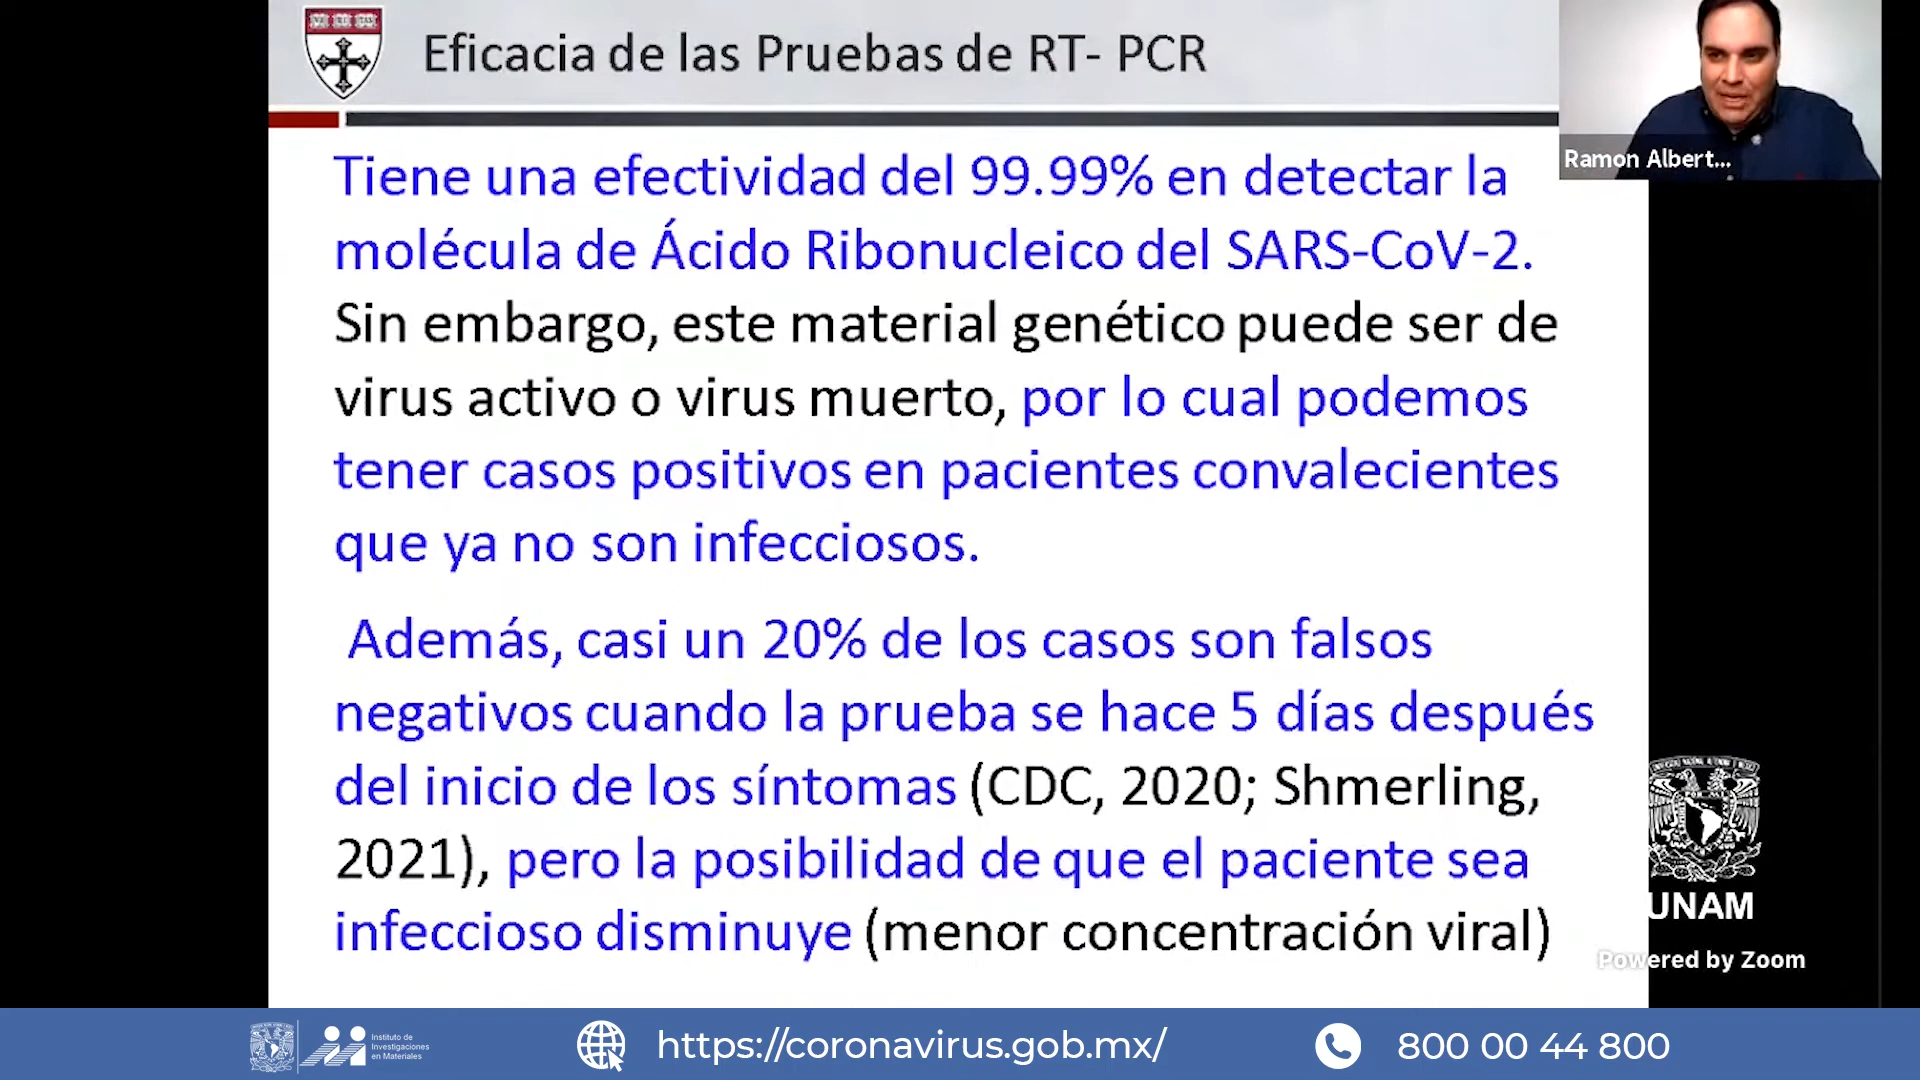 Eficacia de las Pruebas de RT- PCR
Ramon Albert...
Tiene una efectividad del 99.99% en detectar la
molécula de Ácido Ribonucleico del SARS-CoV-2.
Sin embargo, este material genético puede ser de
virus activo o virus muerto, por lo cual podemos
tener casos positivos en pacientes convalecientes
que ya no son infecciosos.
Además, casi un 20% de los casos son falsos
negativos cuando la prueba se hace 5 días después
del inicio de los síntomas (CDC, 2020; Shmerling,
2021), pero la posibilidad de que el paciente sea
infeccioso disminuye (menor concentración viral)
UNAM
Powered by Zoom
Instituto de
Investigaciones
en Materiales
https://coronavirus.gob.mx/
800 00 44 800